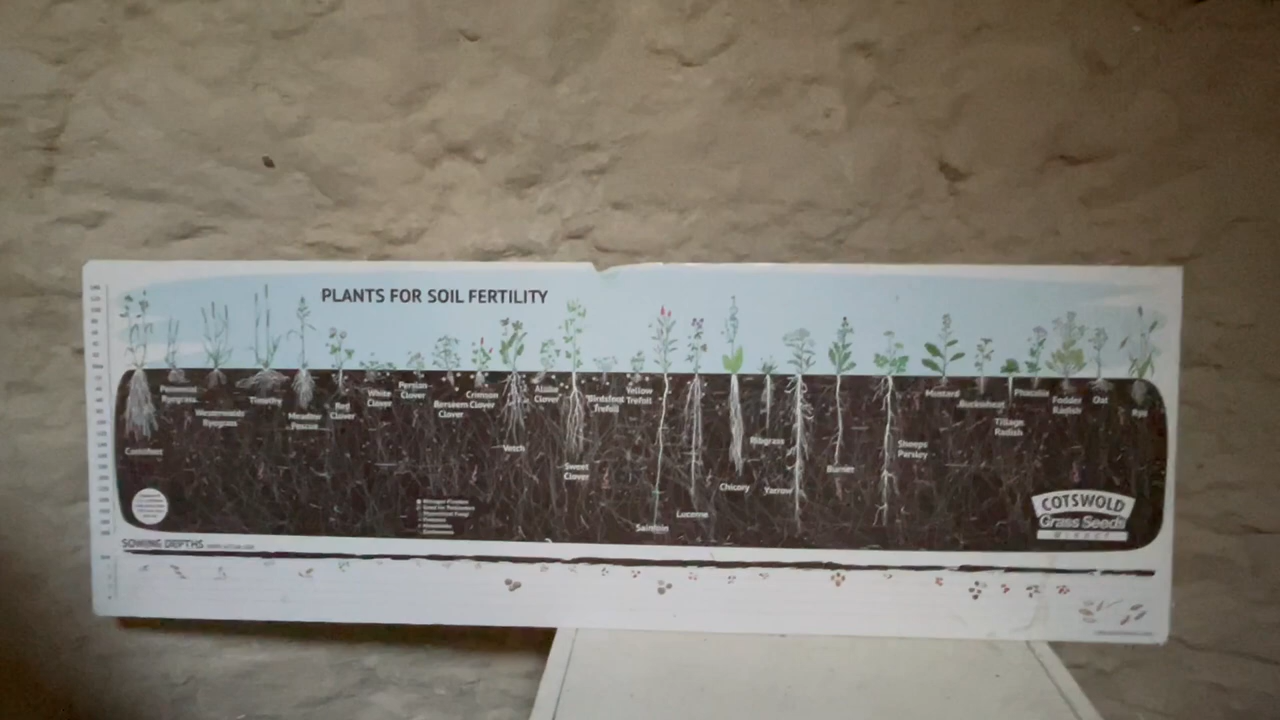 PLANTS FOR SOIL FERTILITY
Cocksfoot
Perennial
Ryegrass
Westerwolds
Ryegrass
Timothy
Meadow
Fescue
Red
Clover
White
Clover
Persian
Clover
Berseem
Clover
Crimson
Clover
Vetch
Alsike
Clover
Sweet
Clover
Birdsfoot
Trefoil
Yellow
Trefoil
Sainfoin
Lucerne
Chicory
Ribgrass
Yarrow
Burnet
Sheeps
Parsley
Mustard
Buckwheat
Tillage
Radish
Phacelia
Fodder
Radish
Oat
Rye
COTSWOLD
Grass Seeds
DIRECT
SOWING DEPTHS